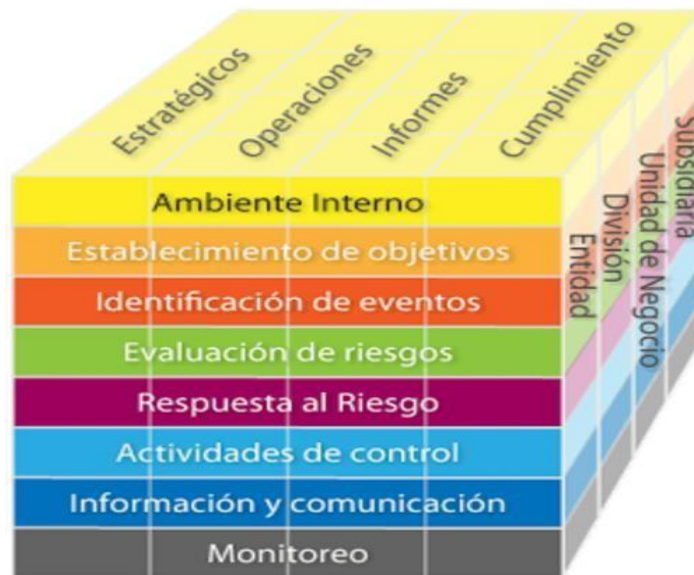 Estratégicos
Operaciones
Informes
Cumplimiento
Ambiente Interno
Establecimiento de objetivos
Identificación de eventos
Evaluación de riesgos
Respuesta al Riesgo
Actividades de control
Información y comunicación
Monitoreo
Entidad
División
Unidad de Negocio
Subsidiaria